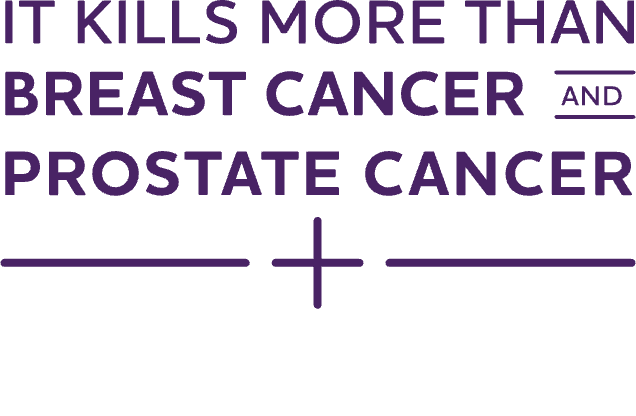 IT KILLS MORE THAN
BREAST CANCER AND
PROSTATE CANCER
+